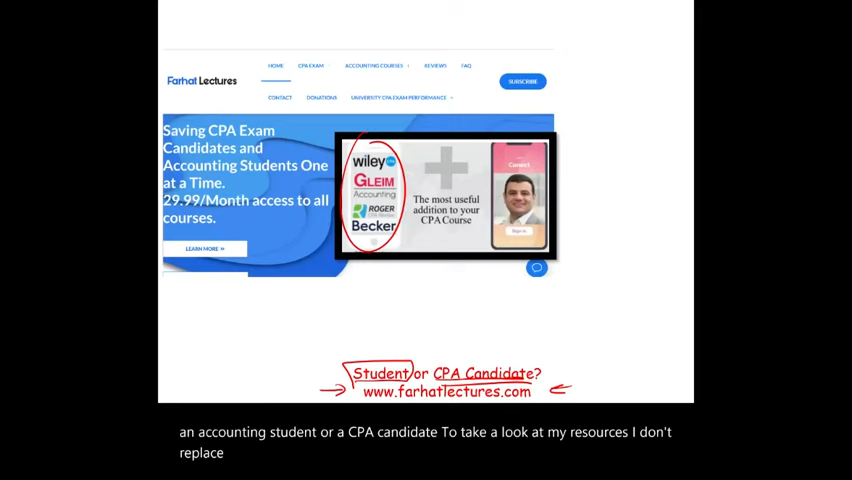 Farhat Lectures
HOME CPA EXAM ACCOUNTING COURSES REVIEWS FAQ
SUBSCRIBE
CONTACT DONATIONS UNIVERSITY CPA EXAM PERFORMANCE
Saving CPA Exam
Candidates and
Accounting Students One
at a Time.
29.99/Month access to all
courses.
LEARN MORE »
wiley
GLEIM
Accounting
ROGER
Becker
The most useful
addition to your
CPA Course
Connect
Sign in
Student or CPA Candidate?
www.farhatlectures.com
an accounting student or a CPA candidate To take a look at my resources I don't
replace